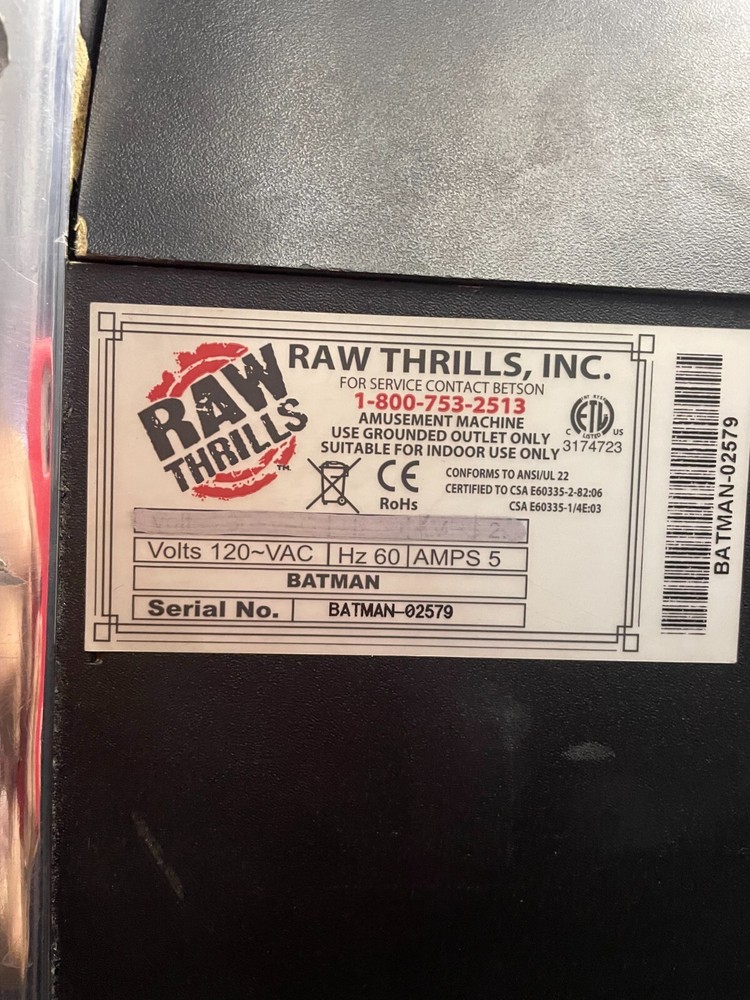 RAW THRILLS™
RAW THRILLS, INC.
FOR SERVICE CONTACT BETSON
1-800-753-2513
AMUSEMENT MACHINE
USE GROUNDED OUTLET ONLY
SUITABLE FOR INDOOR USE ONLY
ETL
LISTED
C US
3174723
CE
RoHS
CONFORMS TO ANSI/UL 22
CERTIFIED TO CSA E60335-2-82:06
CSA E60335-1/4E:03
Volts 120~VAC Hz 60 AMPS 5
BATMAN
Serial No. BATMAN-02579
BATMAN-02579